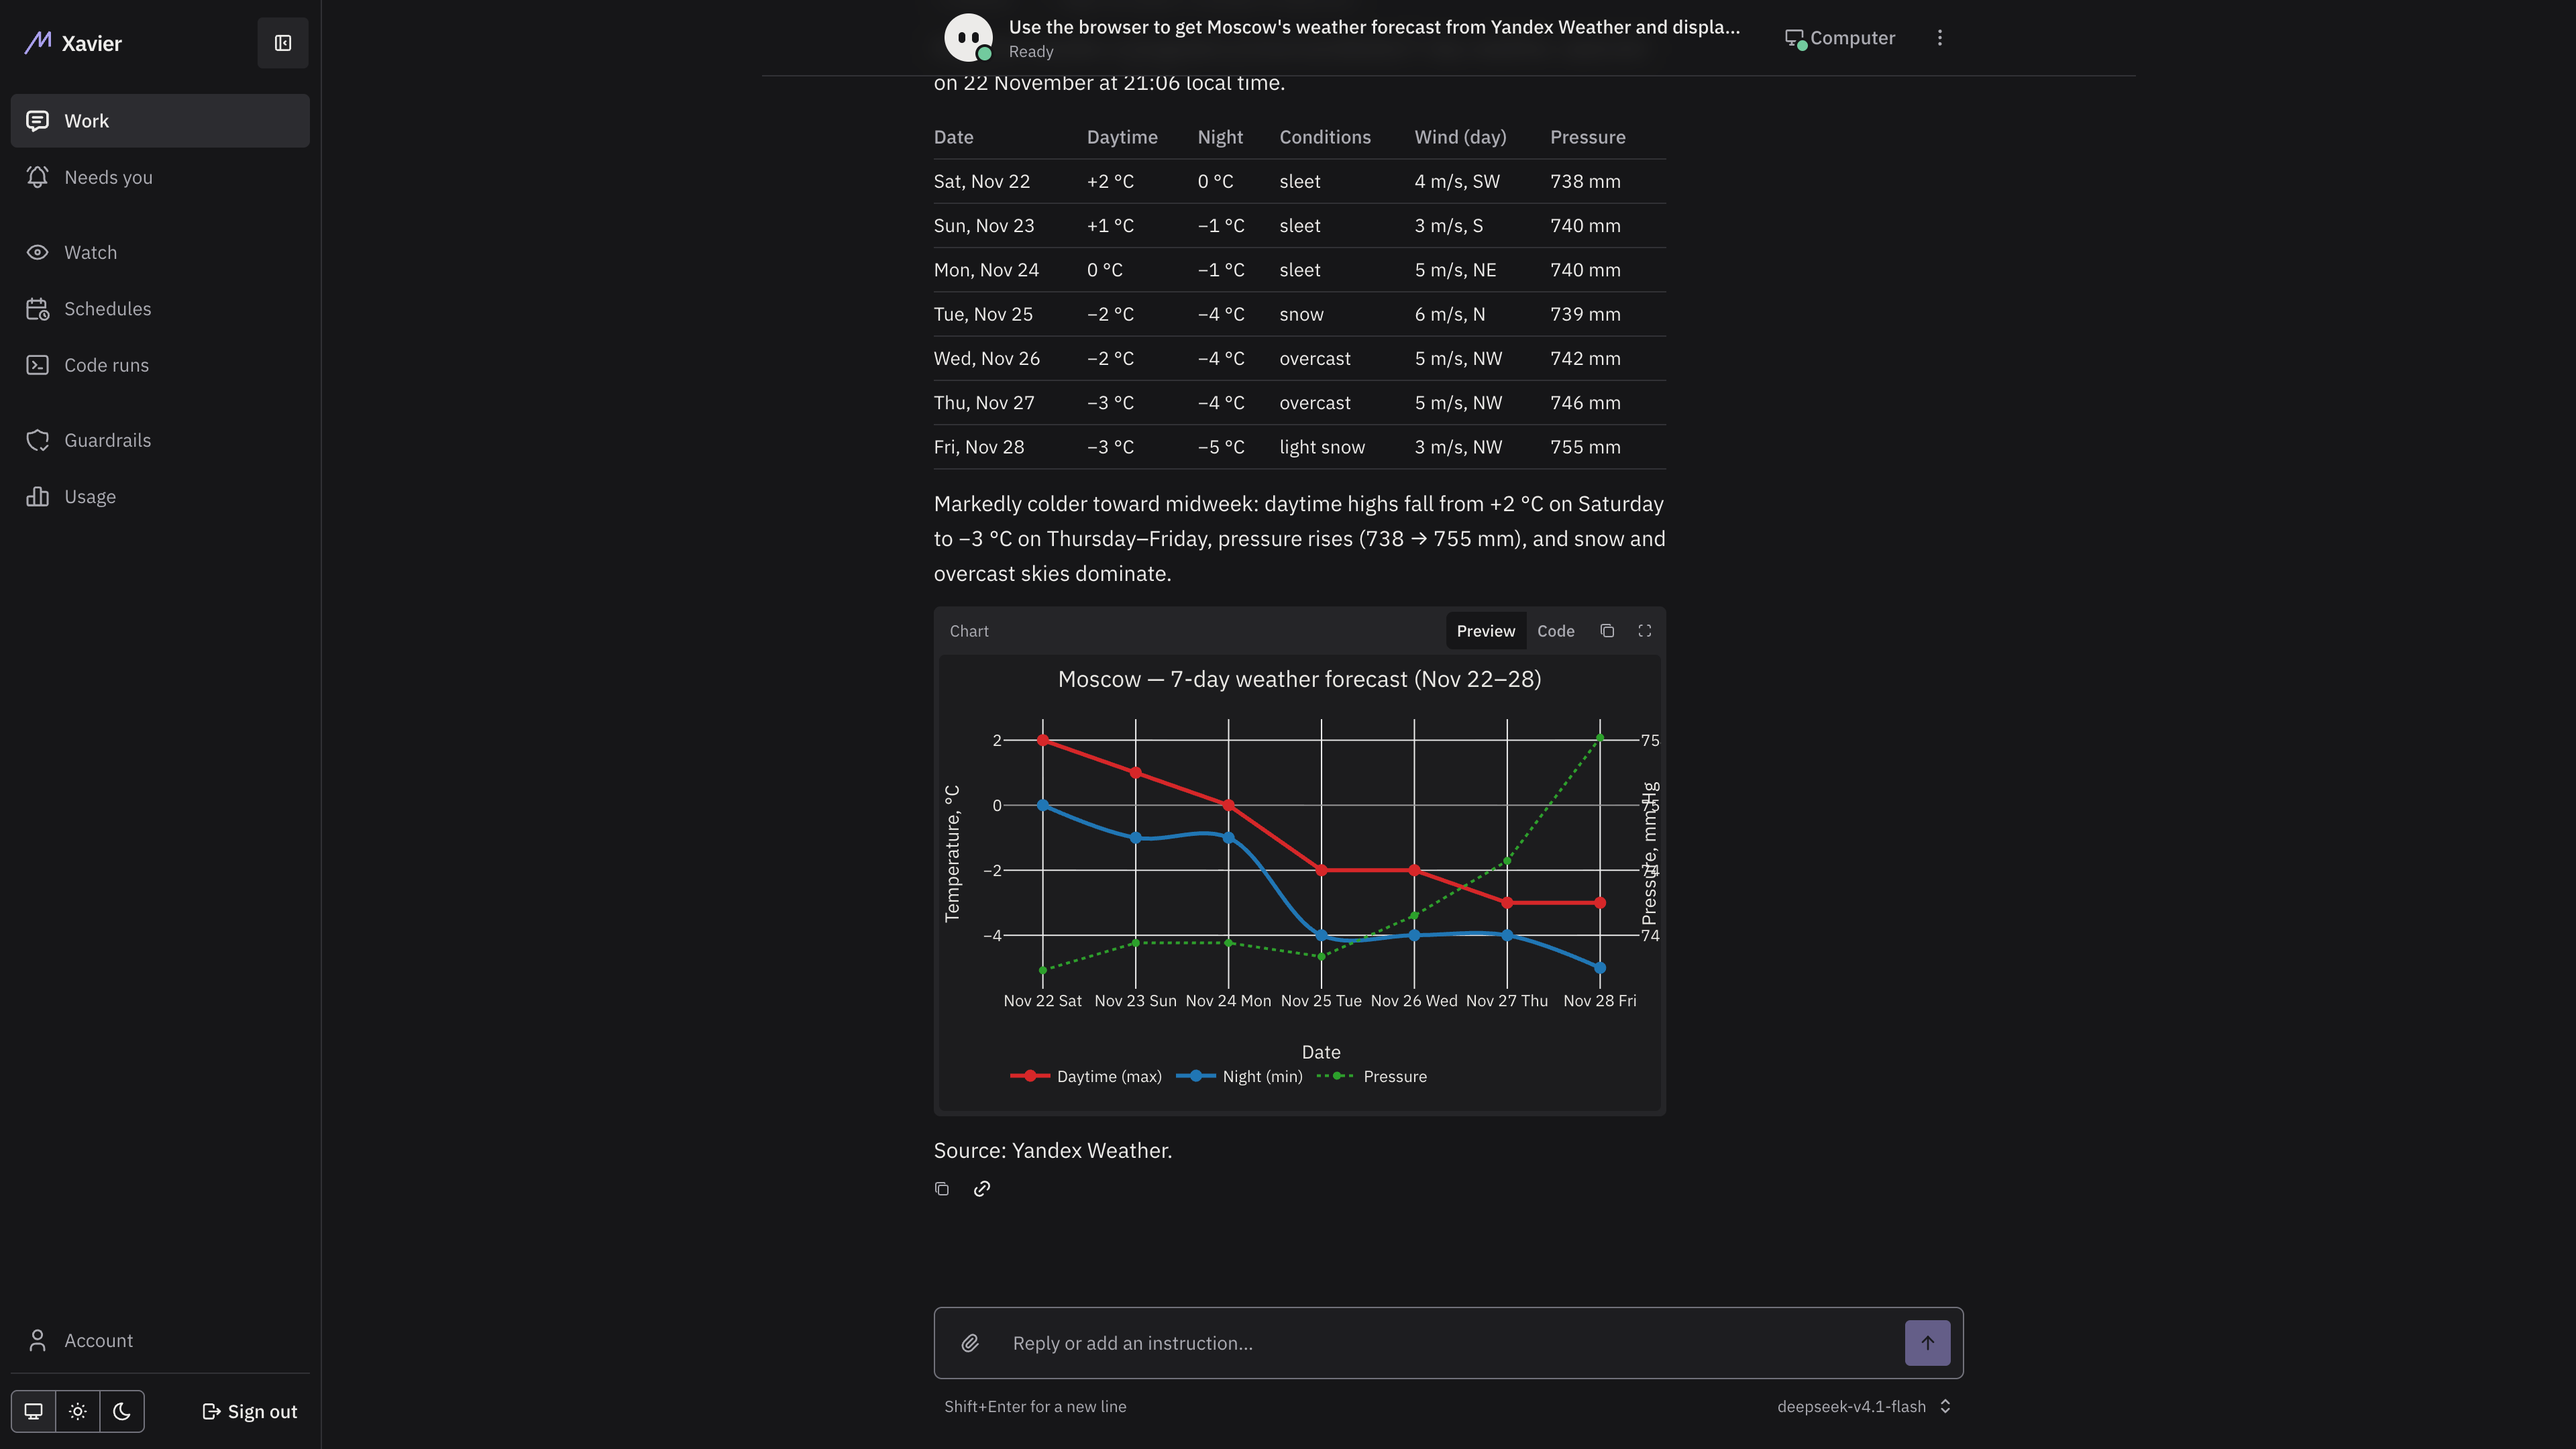 Xavier
Work
Needs you
Watch
Schedules
Code runs
Guardrails
Usage
Account
Sign out
Use the browser to get Moscow's weather forecast from Yandex Weather and displa...
Ready
Computer
on 22 November at 21:06 local time.
Date Daytime Night Conditions Wind (day) Pressure
Sat, Nov 22 +2 °C 0 °C sleet 4 m/s, SW 738 mm
Sun, Nov 23 +1 °C −1 °C sleet 3 m/s, S 740 mm
Mon, Nov 24 0 °C −1 °C sleet 5 m/s, NE 740 mm
Tue, Nov 25 −2 °C −4 °C snow 6 m/s, N 739 mm
Wed, Nov 26 −2 °C −4 °C overcast 5 m/s, NW 742 mm
Thu, Nov 27 −3 °C −4 °C overcast 5 m/s, NW 746 mm
Fri, Nov 28 −3 °C −5 °C light snow 3 m/s, NW 755 mm
Markedly colder toward midweek: daytime highs fall from +2 °C on Saturday
to −3 °C on Thursday–Friday, pressure rises (738 → 755 mm), and snow and
overcast skies dominate.
Chart Preview Code
Moscow — 7-day weather forecast (Nov 22–28)
Temperature, °C
2
0
−2
−4
75
75
74
74
Pressure, mm Hg
Nov 22 Sat Nov 23 Sun Nov 24 Mon Nov 25 Tue Nov 26 Wed Nov 27 Thu Nov 28 Fri
Date
Daytime (max) Night (min) Pressure
Source: Yandex Weather.
Reply or add an instruction...
Shift+Enter for a new line
deepseek-v4.1-flash